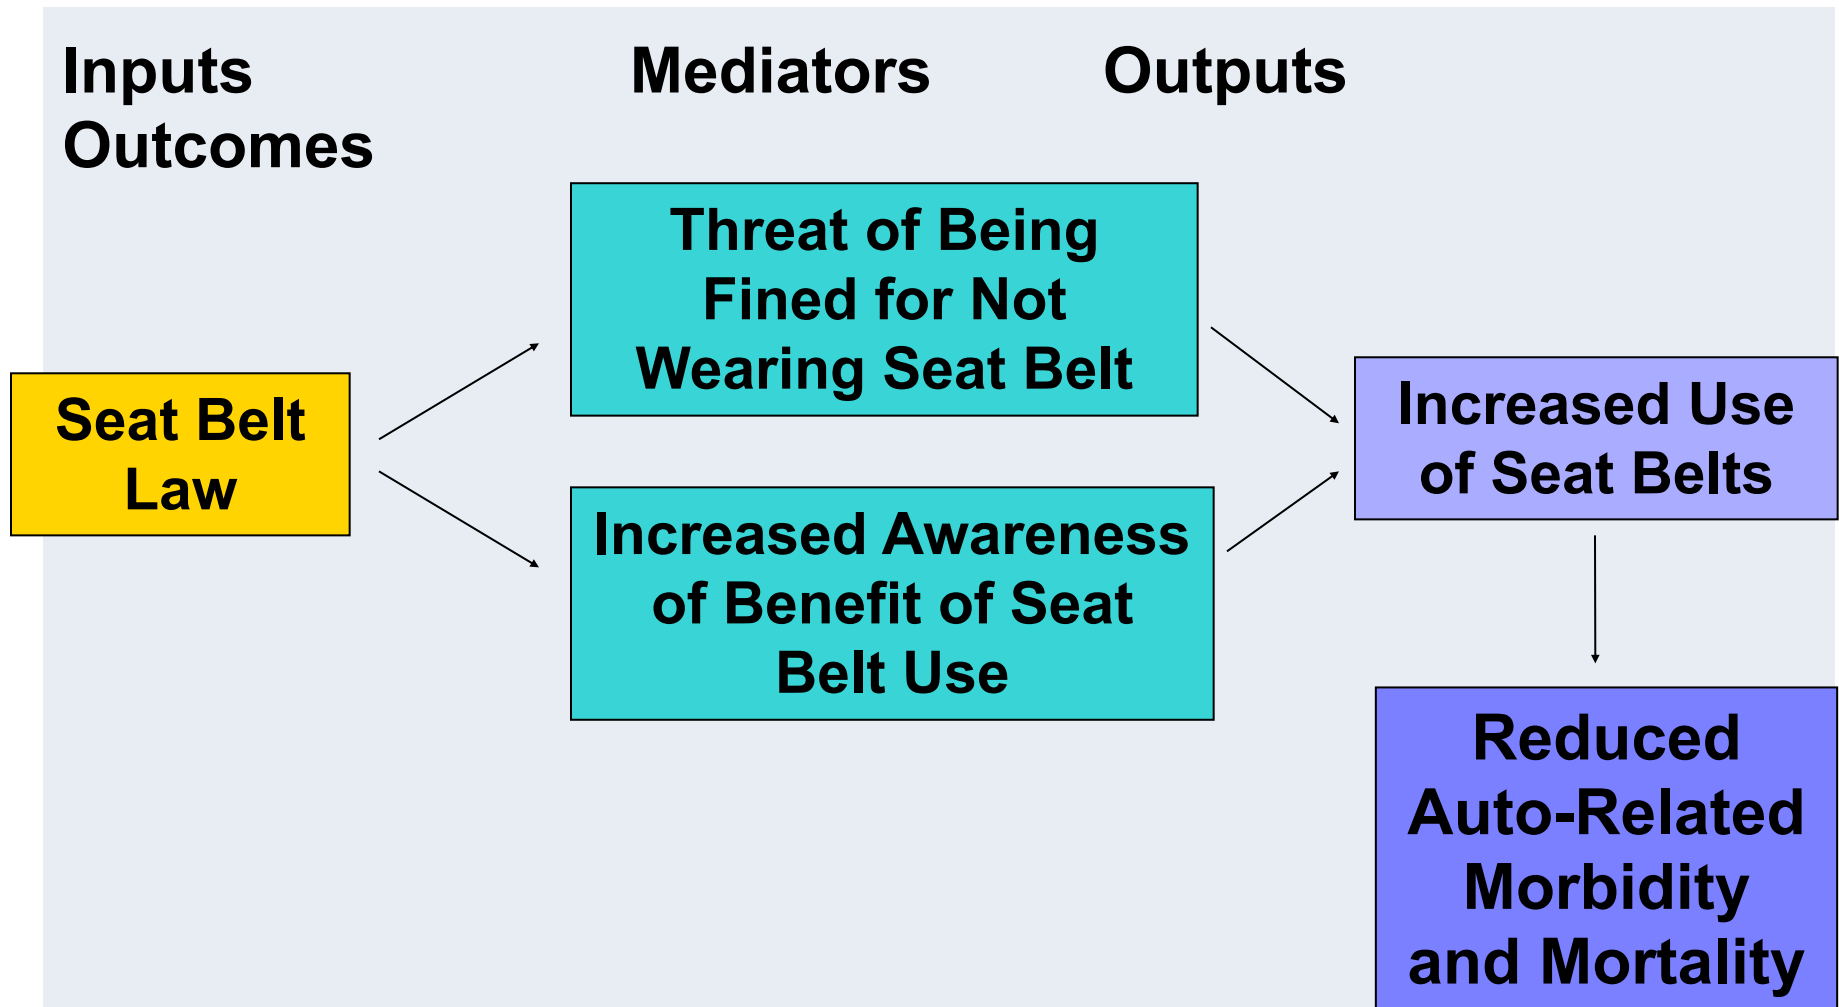 Inputs Mediators Outputs
Outcomes
Threat of Being
Fined for Not
Wearing Seat Belt
Seat Belt
Law
Increased Awareness
of Benefit of Seat
Belt Use
Increased Use
of Seat Belts
Reduced
Auto-Related
Morbidity
and Mortality